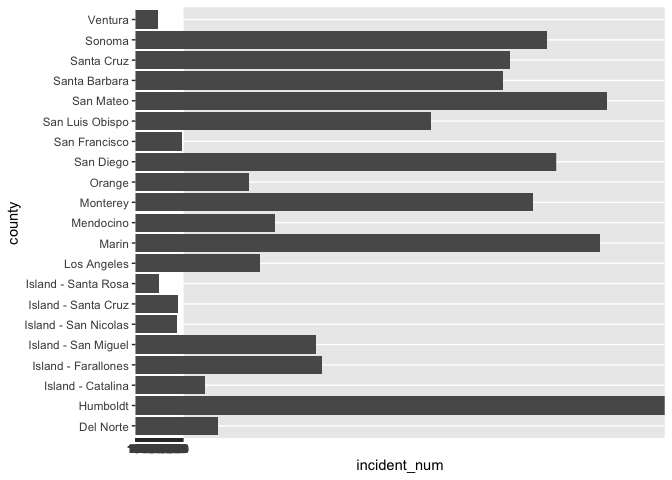 Ventura
Sonoma
Santa Cruz
Santa Barbara
San Mateo
San Luis Obispo
San Francisco
San Diego
Orange
Monterey
Mendocino
Marin
Los Angeles
Island - Santa Rosa
Island - Santa Cruz
Island - San Nicolas
Island - San Miguel
Island - Farallones
Island - Catalina
Humboldt
Del Norte
county
incident_num